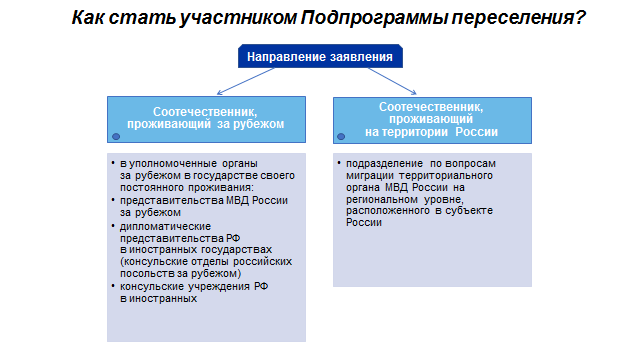 Как стать участником Подпрограммы переселения?
Направление заявления
Соотечественник,
проживающий за рубежом
• в уполномоченные органы
за рубежом в государстве своего
постоянного проживания:
• представительства МВД России
за рубежом
• дипломатические
представительства РФ
в иностранных государствах
(консульские отделы российских
посольств за рубежом)
• консульские учреждения РФ
в иностранных
Соотечественник,
проживающий
на территории России
• подразделение по вопросам
миграции территориального
органа МВД России на
региональном уровне,
расположенного в субъекте
России